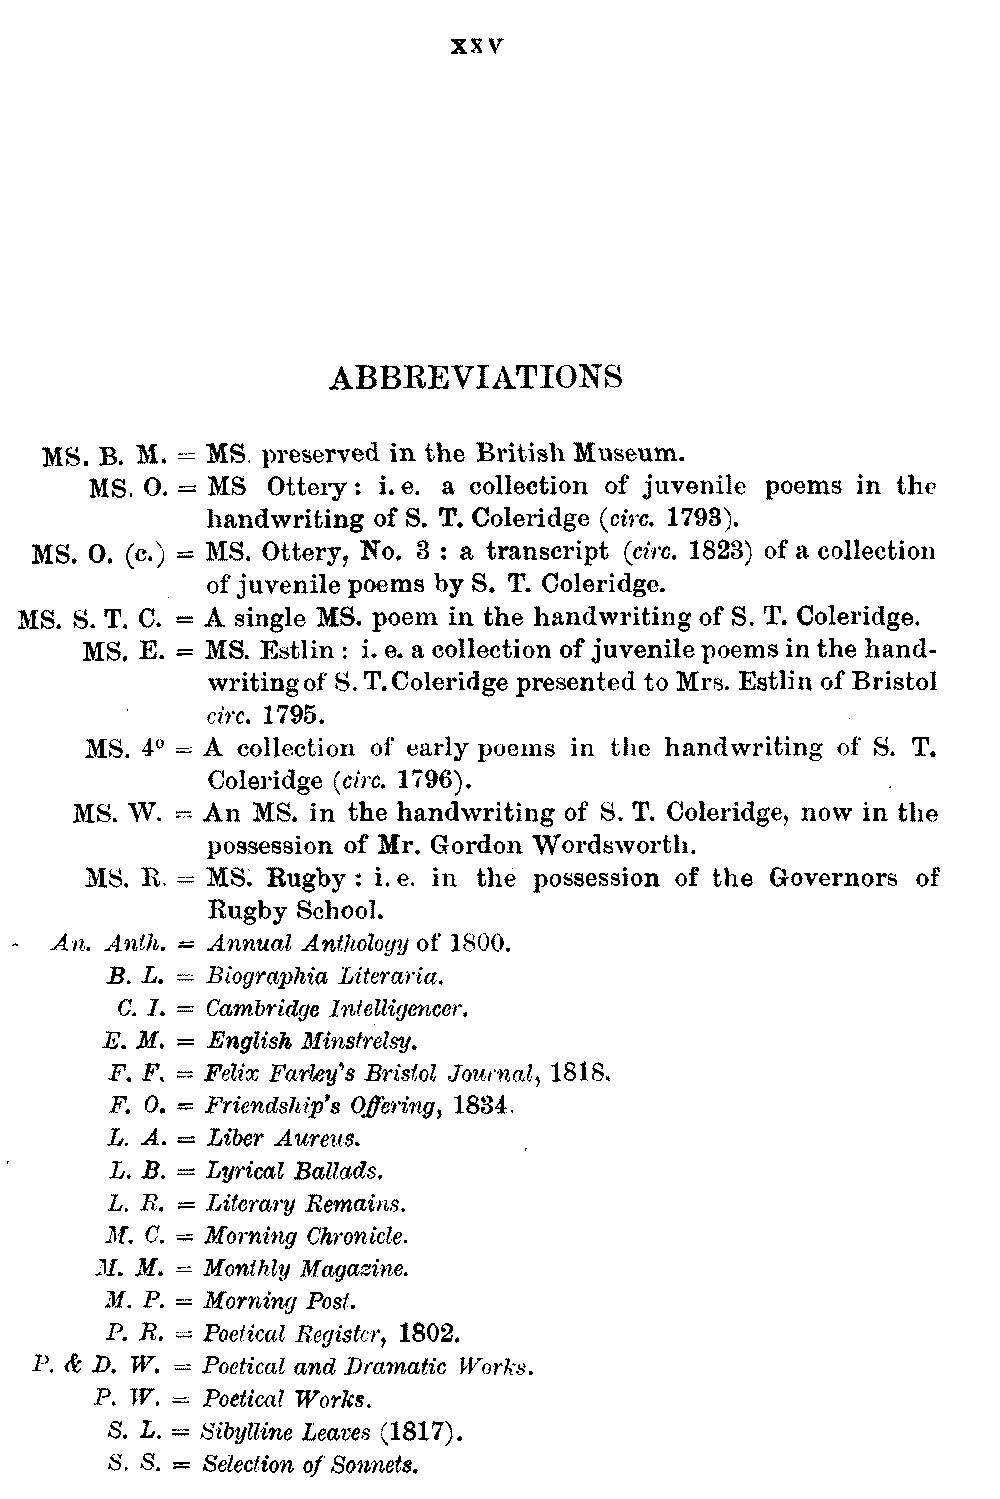 xxv
ABBREVIATIONS
MS. B. M. = MS. preserved in the British Museum.
MS. O. = MS Ottery: i.e. a collection of juvenile poems in the
handwriting of S. T. Coleridge (circ. 1793).
MS. O. (c.) = MS. Ottery, No. 3 : a transcript (circ. 1823) of a collection
of juvenile poems by S. T. Coleridge.
MS. S. T. C. = A single MS. poem in the handwriting of S. T. Coleridge.
MS. E. = MS. Estlin : i. e. a collection of juvenile poems in the hand-
writing of S. T. Coleridge presented to Mrs. Estlin of Bristol
circ. 1795.
MS. 4º = A collection of early poems in the handwriting of S. T.
Coleridge (circ. 1796).
MS. W. = An MS. in the handwriting of S. T. Coleridge, now in the
possession of Mr. Gordon Wordsworth.
MS. R. = MS. Rugby : i. e. in the possession of the Governors of
Rugby School.
An. Anth. = Annual Anthology of 1800.
B. L. = Biographia Literaria.
C. I. = Cambridge Intelligencer.
E. M. = English Minstrelsy.
F. F. = Felix Farley's Bristol Journal, 1818.
F. O. = Friendship's Offering, 1834.
L. A. = Liber Aureus.
L. B. = Lyrical Ballads.
L. R. = Literary Remains.
M. C. = Morning Chronicle.
M. M. = Monthly Magazine.
M. P. = Morning Post.
P. R. = Poetical Register, 1802.
P. & D. W. = Poetical and Dramatic Works.
P. W. = Poetical Works.
S. L. = Sibylline Leaves (1817).
S. S. = Selection of Sonnets.